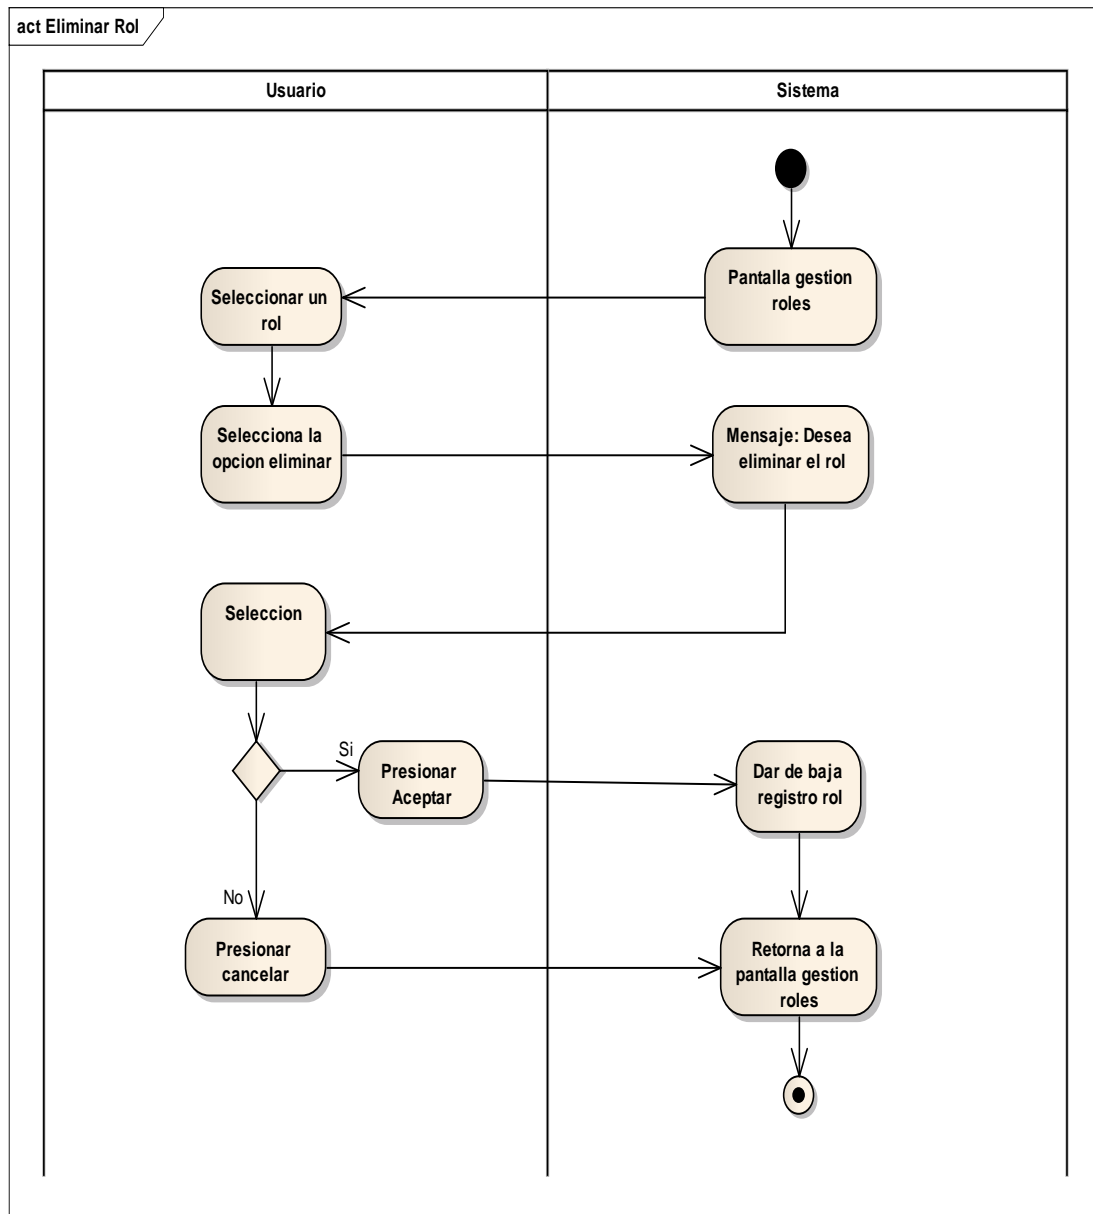 act Eliminar Rol
Usuario
Sistema
Pantalla gestion
roles
Seleccionar un
rol
Selecciona la
opcion eliminar
Mensaje: Desea
eliminar el rol
Seleccion
Si
Presionar
Aceptar
Dar de baja
registro rol
No
Presionar
cancelar
Retorna a la
pantalla gestion
roles